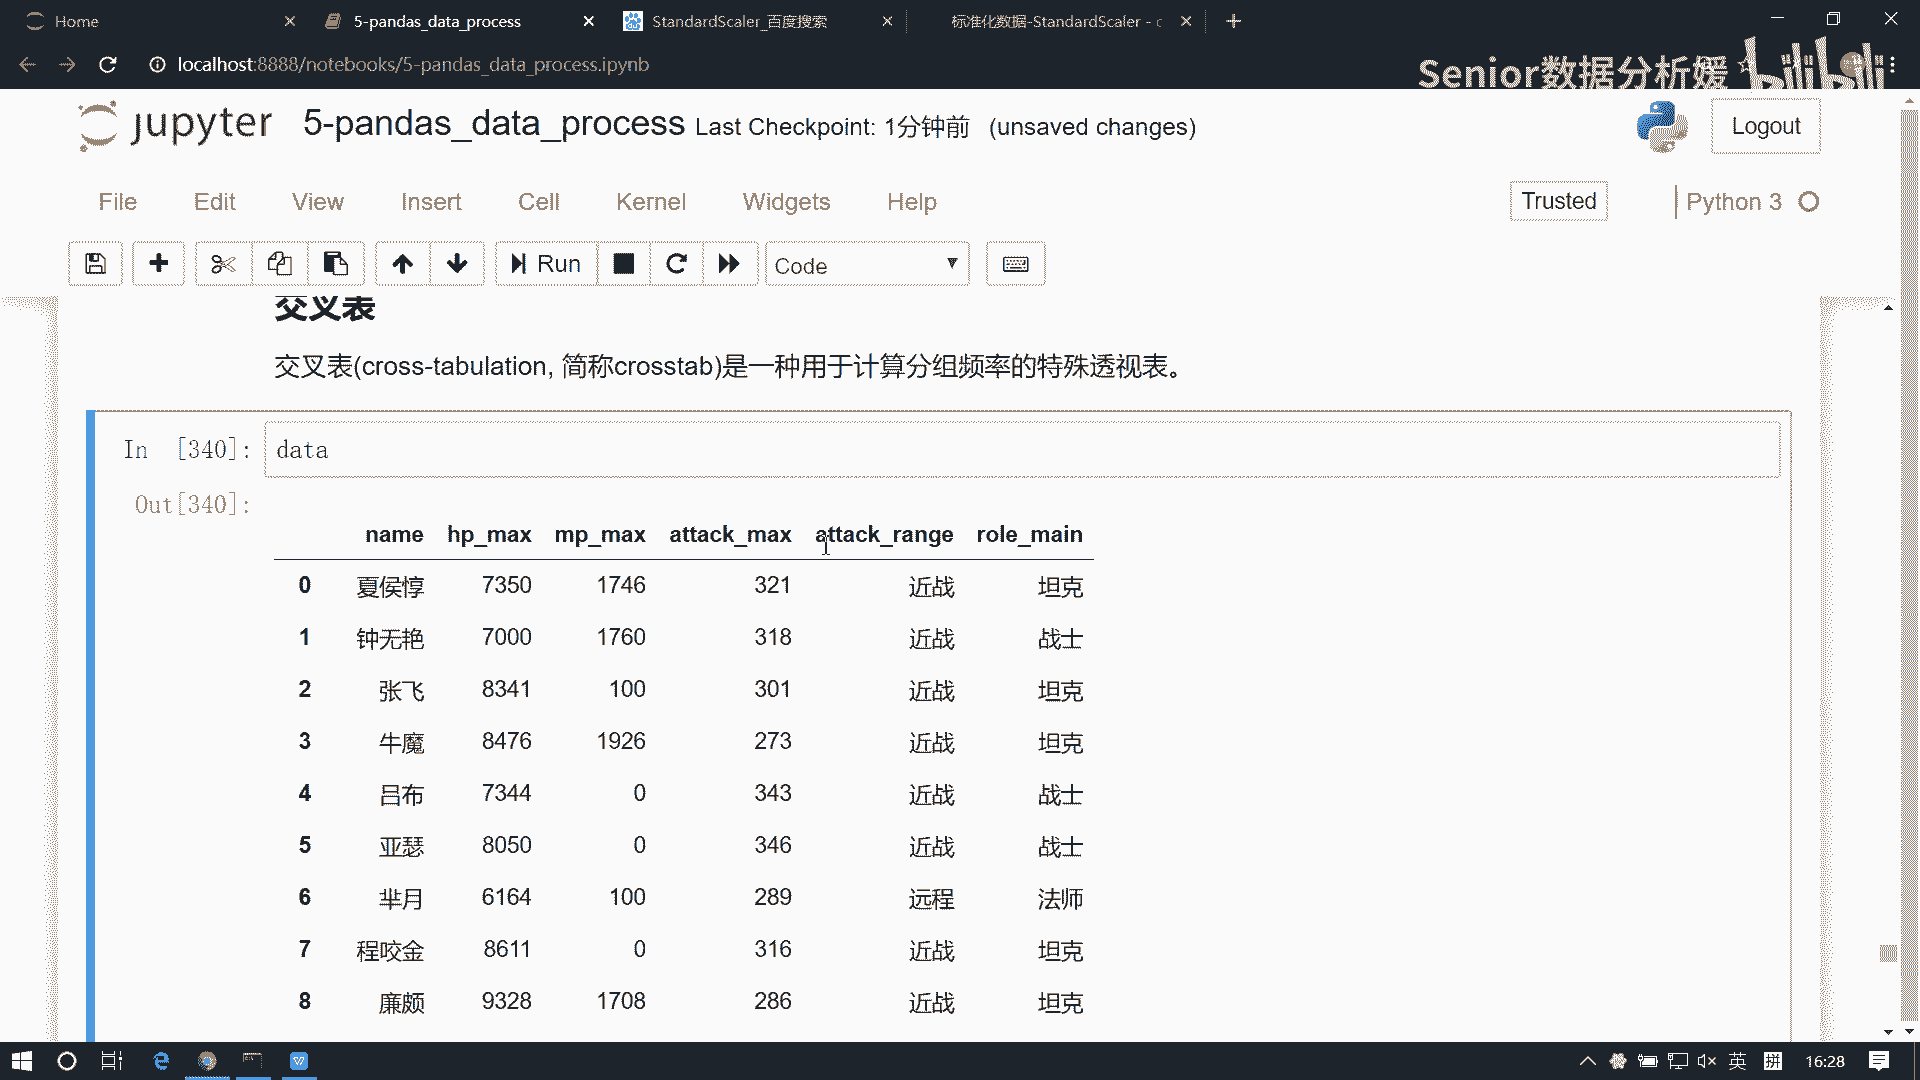 Home
5-pandas_data_process
StandardScaler_百度搜索
标准化数据-StandardScaler - c
localhost:8888/notebooks/5-pandas_data_process.ipynb
Senior数据分析媛 bilibili
jupyter 5-pandas_data_process Last Checkpoint: 1分钟前 (unsaved changes)
Logout
File Edit View Insert Cell Kernel Widgets Help
Trusted
Python 3
Run
Code
交叉表
交叉表(cross-tabulation, 简称crosstab)是一种用于计算分组频率的特殊透视表。
In [340]: data
Out[340]:
name hp_max mp_max attack_max attack_range role_main
0 夏侯惇 7350 1746 321 近战 坦克
1 钟无艳 7000 1760 318 近战 战士
2 张飞 8341 100 301 近战 坦克
3 牛魔 8476 1926 273 近战 坦克
4 吕布 7344 0 343 近战 战士
5 亚瑟 8050 0 346 近战 战士
6 芈月 6164 100 289 远程 法师
7 程咬金 8611 0 316 近战 坦克
8 廉颇 9328 1708 286 近战 坦克
英 拼 16:28